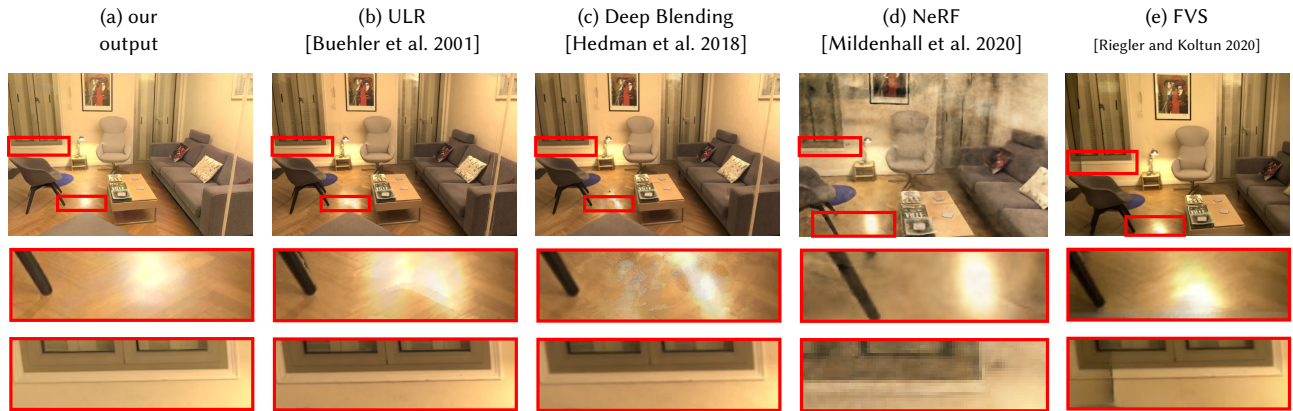 (a) our
output
(b) ULR
[Buehler et al. 2001]
(c) Deep Blending
[Hedman et al. 2018]
(d) NeRF
[Mildenhall et al. 2020]
(e) FVS
[Riegler and Koltun 2020]